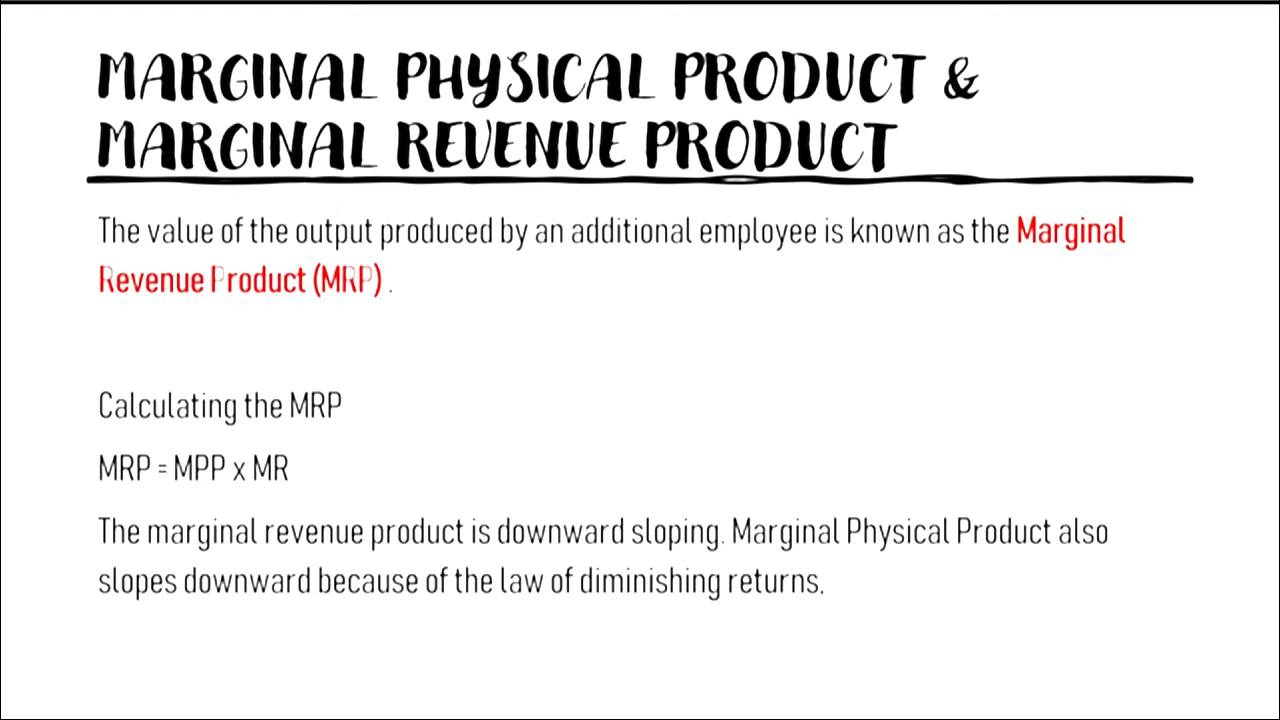 MARGINAL PHYSICAL PRODUCT &
MARGINAL REVENUE PRODUCT
The value of the output produced by an additional employee is known as the Marginal
Revenue Product (MRP) .
Calculating the MRP
MRP = MPP x MR
The marginal revenue product is downward sloping. Marginal Physical Product also
slopes downward because of the law of diminishing returns.